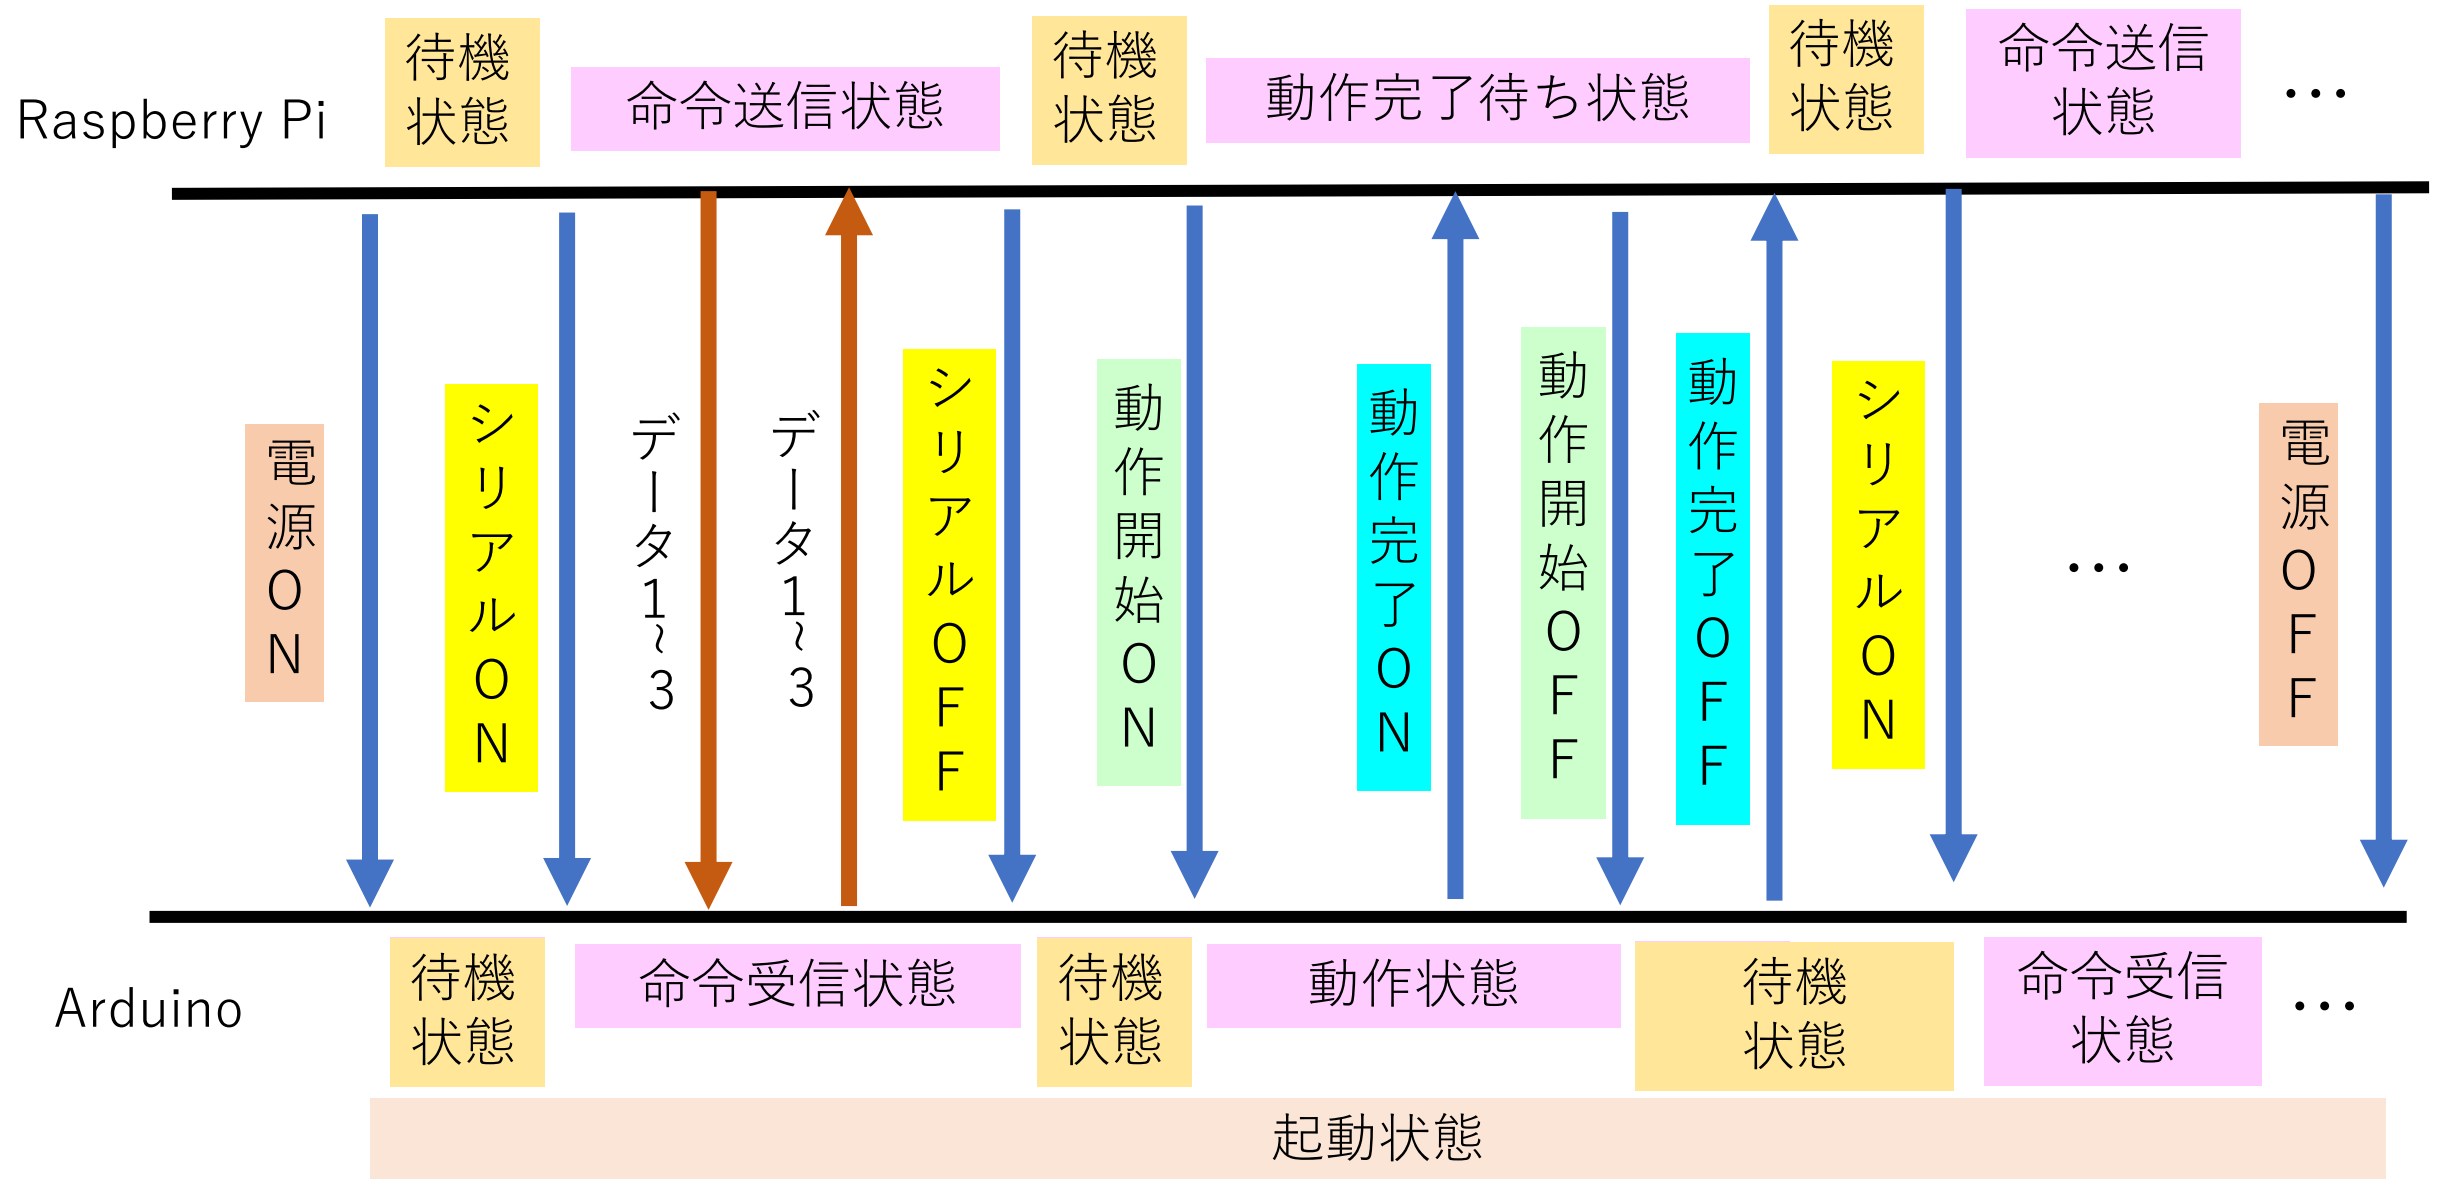 Raspberry Pi
待機
状態
命令送信状態
待機
状態
動作完了待ち状態
待機
状態
命令送信
状態
…
電源ON
シリアルON
データ1~3
データ1~3
シリアルOFF
動作開始ON
動作完了ON
動作開始OFF
動作完了OFF
シリアルON
…
電源OFF
Arduino
待機
状態
命令受信状態
待機
状態
動作状態
待機
状態
命令受信
状態
…
起動状態